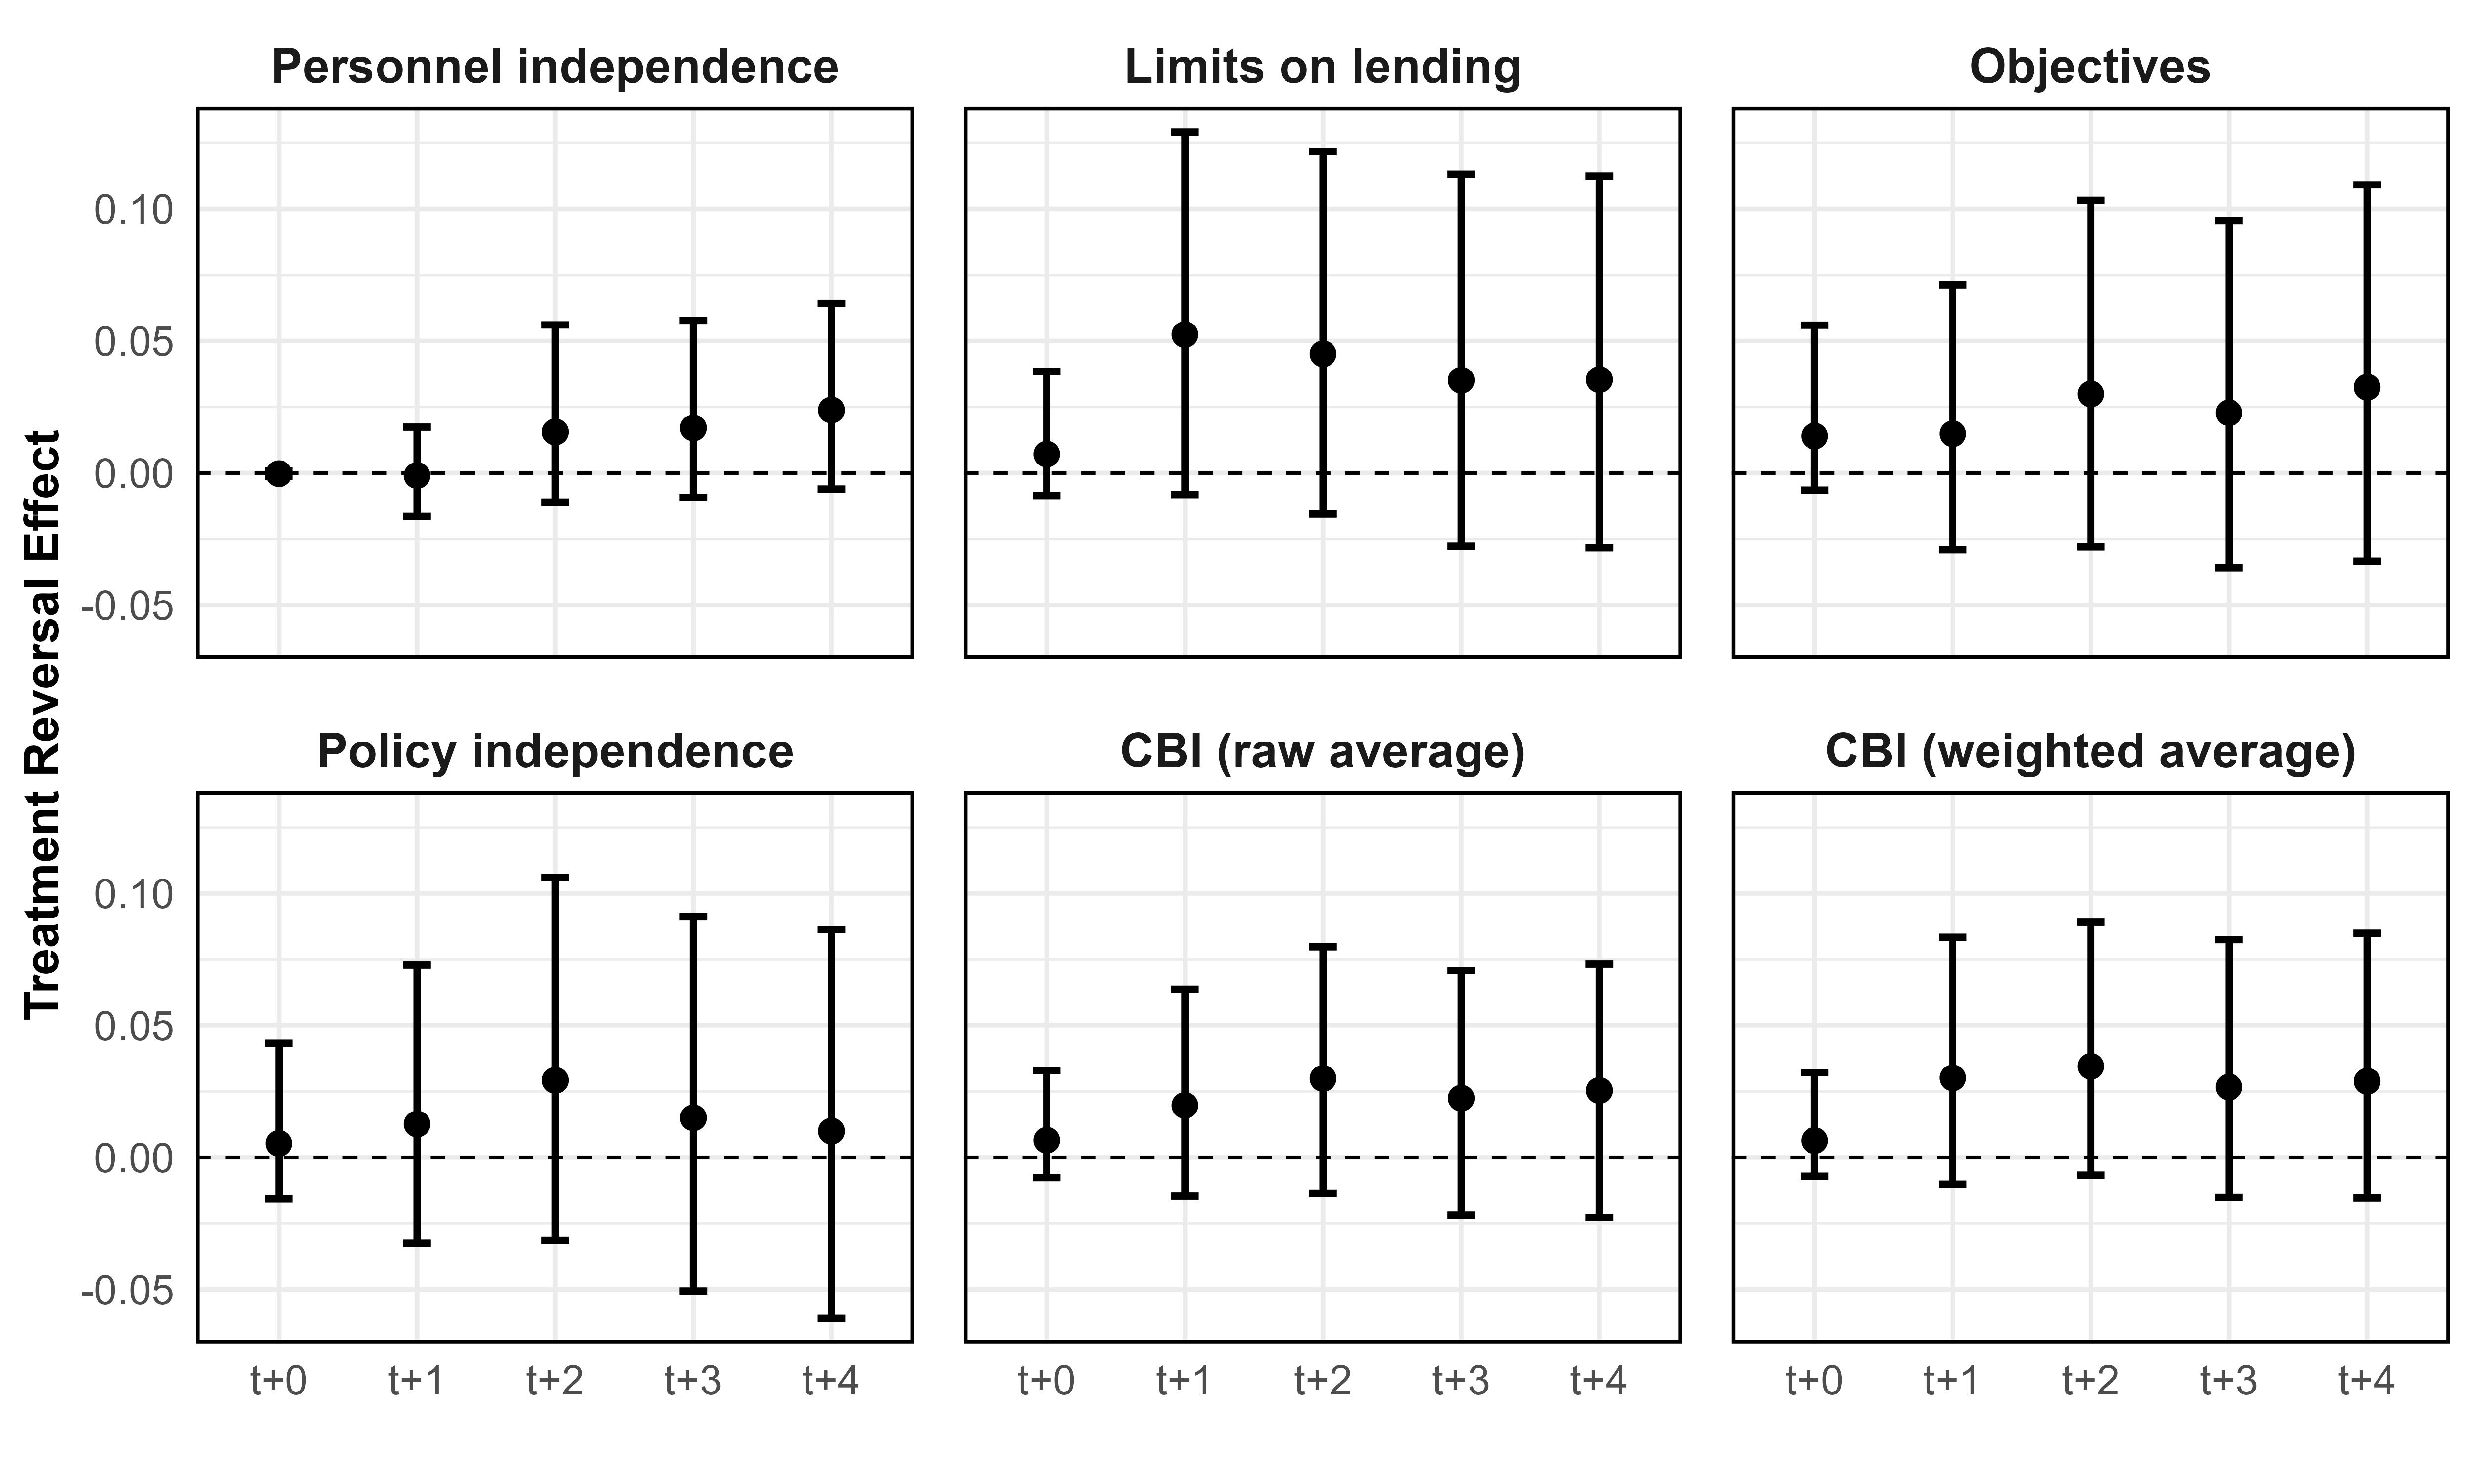 Treatment Reversal Effect
Personnel independence
Limits on lending
Objectives
0.10
0.05
0.00
-0.05
Policy independence
CBI (raw average)
CBI (weighted average)
0.10
0.05
0.00
-0.05
t+0 t+1 t+2 t+3 t+4
t+0 t+1 t+2 t+3 t+4
t+0 t+1 t+2 t+3 t+4